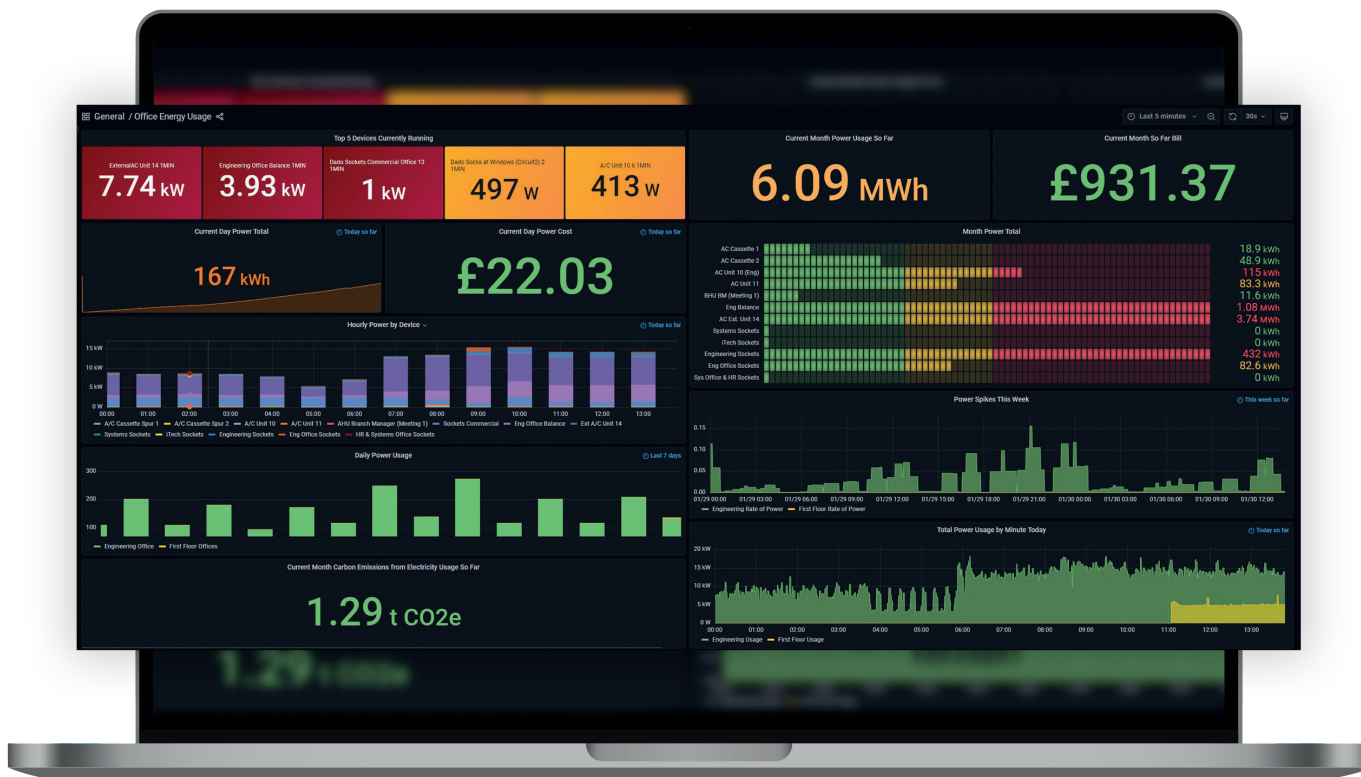 General / Office Energy Usage
Last 5 minutes
30s
Top 5 Devices Currently Running
ExternalAC Unit 14 1MIN
7.74 kW
Engineering Office Balance 1MIN
3.93 kW
Dado Sockets Commercial Office 13
1MIN
1 kW
Dado Socks at Windows (Circuit2) 2
1MIN
497 W
A/C Unit 10 6 1MIN
413 W
Current Month Power Usage So Far
6.09 MWh
Current Month So Far Bill
£931.37
Current Day Power Total
Today so far
167 kWh
Current Day Power Cost
Today so far
£22.03
Month Power Total
AC Cassette 1 18.9 kWh
AC Cassette 2 48.9 kWh
AC Unit 10 (Eng) 115 kWh
AC Unit 11 83.3 kWh
BHU BM (Meeting 1) 11.6 kWh
Eng Balance 1.08 MWh
AC Ext. Unit 14 3.74 MWh
Systems Sockets 0 kWh
iTech Sockets 0 kWh
Engineering Sockets 432 kWh
Eng Office Sockets 82.6 kWh
Sys Office & HR Sockets 0 kWh
Hourly Power by Device
Today so far
15 kW
10 kW
5 kW
0 W
00:00 01:00 02:00 03:00 04:00 05:00 06:00 07:00 08:00 09:00 10:00 11:00 12:00 13:00
A/C Cassette Spur 1 A/C Cassette Spur 2 A/C Unit 10 A/C Unit 11 AHU Branch Manager (Meeting 1) Sockets Commercial Eng Office Balance Ext A/C Unit 14
Systems Sockets iTech Sockets Engineering Sockets Eng Office Sockets HR & Systems Office Sockets
Power Spikes This Week
This week so far
0.15
0.10
0.05
0.00
01/29 00:00 01/29 03:00 01/29 06:00 01/29 09:00 01/29 12:00 01/29 15:00 01/29 18:00 01/29 21:00 01/30 00:00 01/30 03:00 01/30 06:00 01/30 09:00 01/30 12:00
Engineering Rate of Power First Floor Rate of Power
Daily Power Usage
Last 7 days
300
200
100
Engineering Office First Floor Offices
Total Power Usage by Minute Today
Today so far
20 kW
15 kW
10 kW
5 kW
0 W
00:00 01:00 02:00 03:00 04:00 05:00 06:00 07:00 08:00 09:00 10:00 11:00 12:00 13:00
Engineering Usage First Floor Usage
Current Month Carbon Emissions from Electricity Usage So Far
1.29 t CO2e
1.29 t CO2e